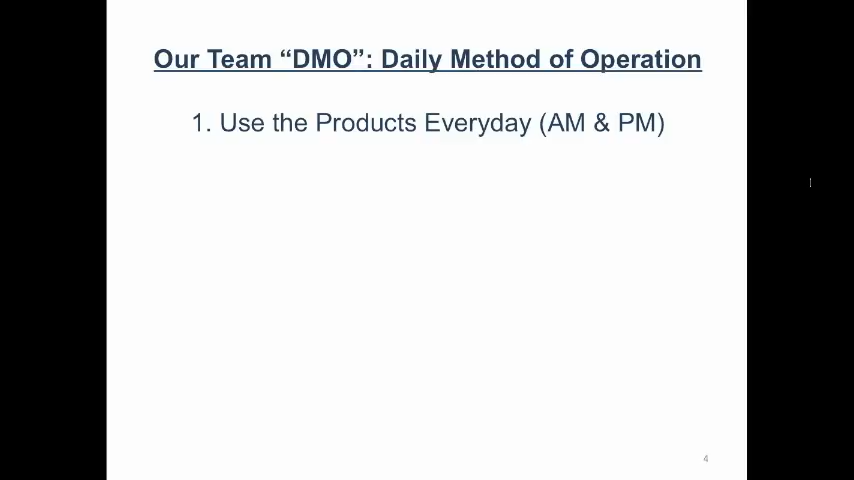 Our Team “DMO”: Daily Method of Operation
1. Use the Products Everyday (AM & PM)
4